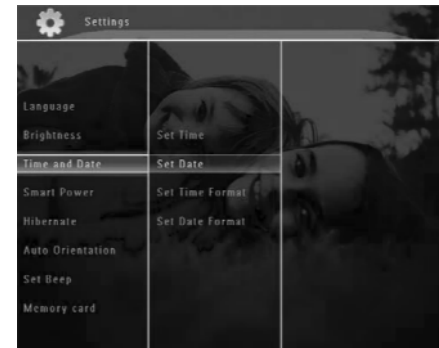 Settings
Language
Brightness
Time and Date
Smart Power
Hibernate
Auto Orientation
Set Beep
Memory card
Set Time
Set Date
Set Time Format
Set Date Format